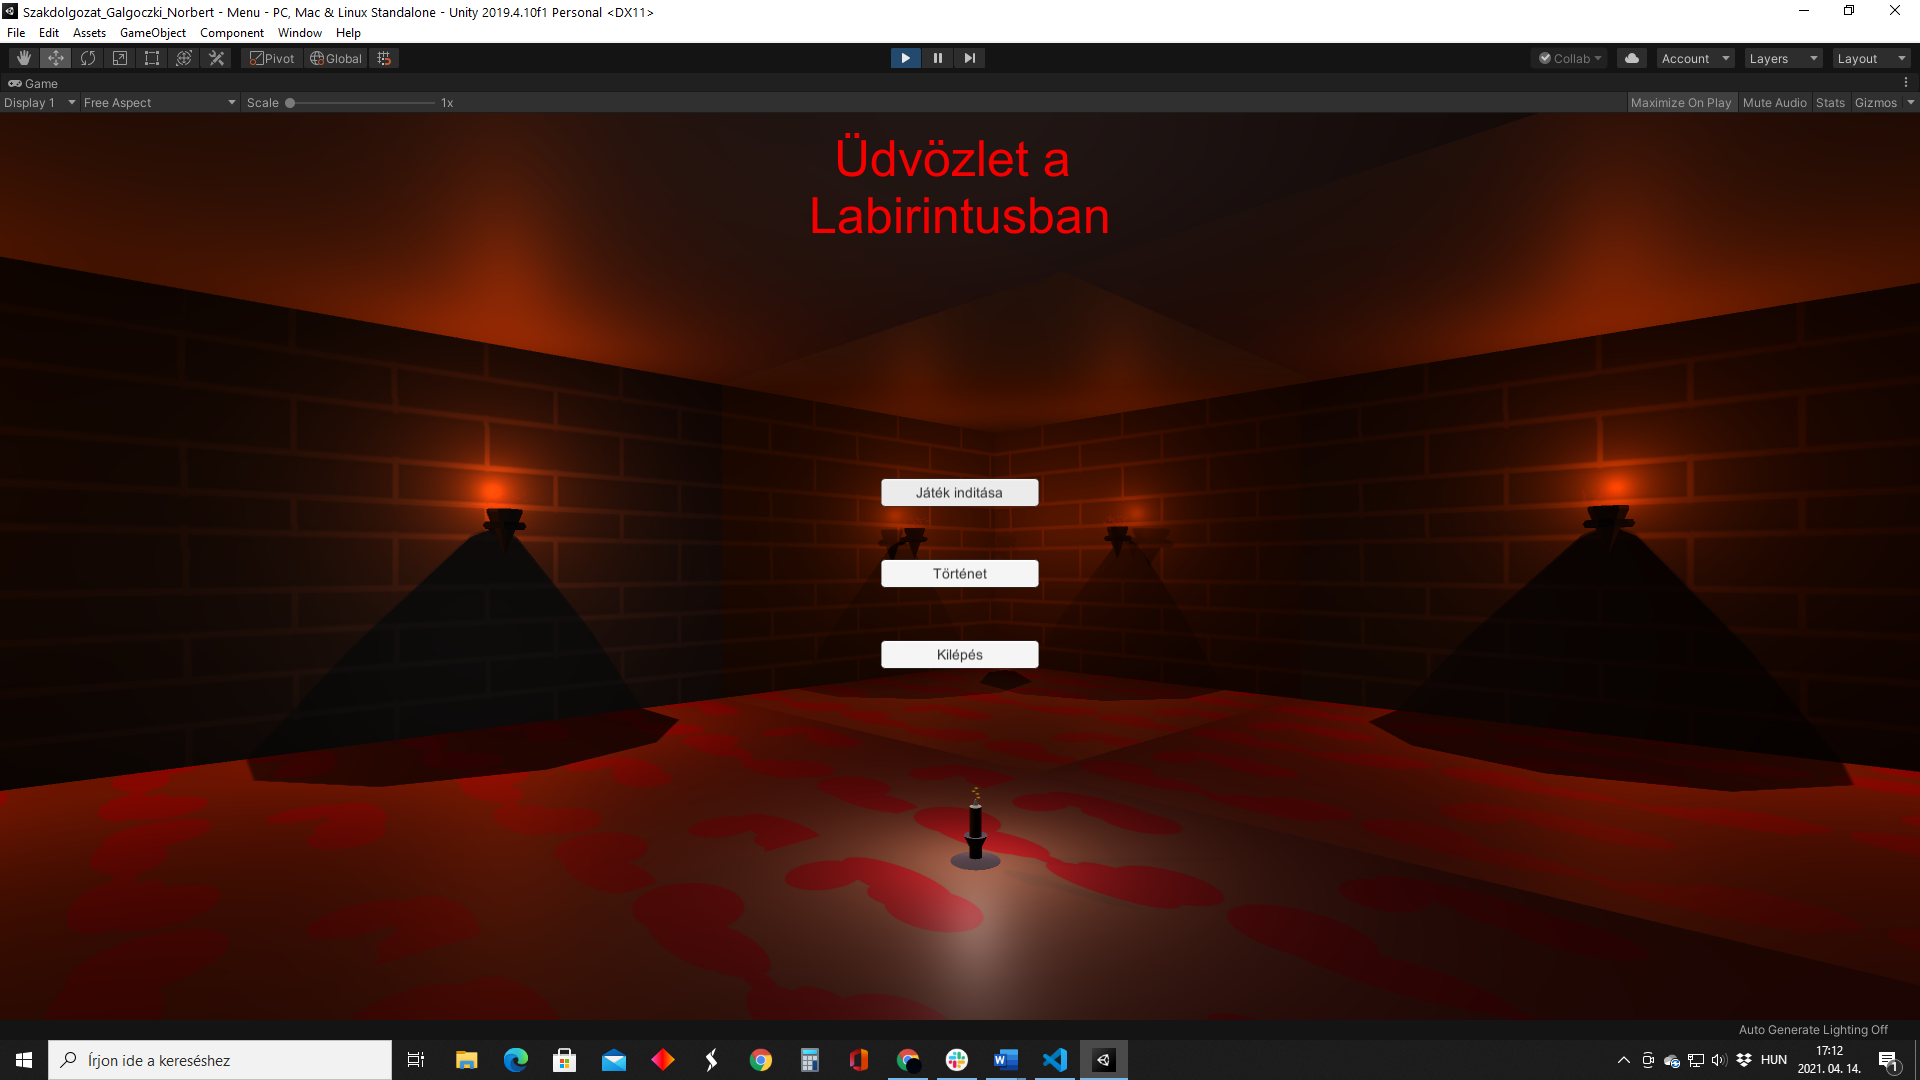 Szakdolgozat_Galgoczki_Norbert - Menu - PC, Mac & Linux Standalone - Unity 2019.4.10f1 Personal <DX11>
File Edit Assets GameObject Component Window Help
Pivot Global Collab Account Layers Layout
Game
Display 1 Free Aspect Scale 1x Maximize On Play Mute Audio Stats Gizmos
Üdvözlet a
Labirintusban
Játék inditása
Történet
Kilépés
Auto Generate Lighting Off
Írjon ide a kereséshez
HUN
17:12
2021. 04. 14.
1